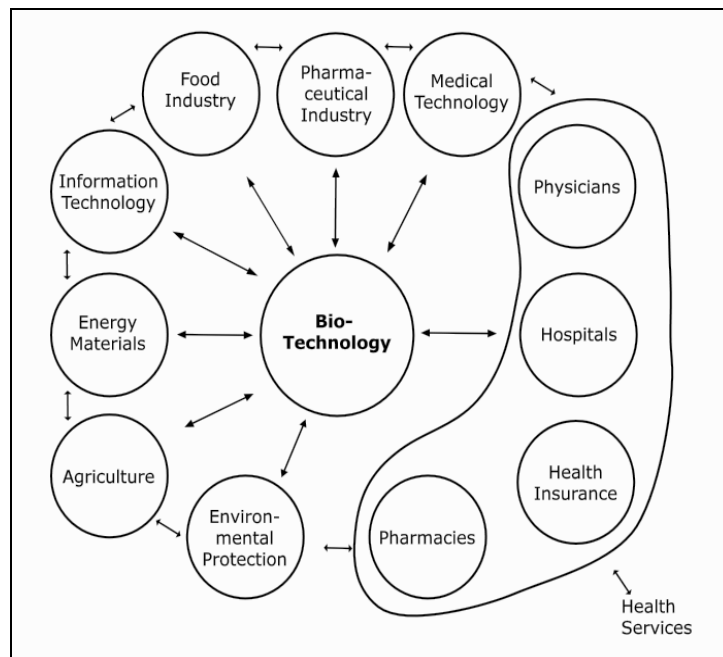 Food
Industry
Pharma-
ceutical
Industry
Medical
Technology
Information
Technology
Physicians
Energy
Materials
Bio-
Technology
Hospitals
Agriculture
Environ-
mental
Protection
Pharmacies
Health
Insurance
Health
Services